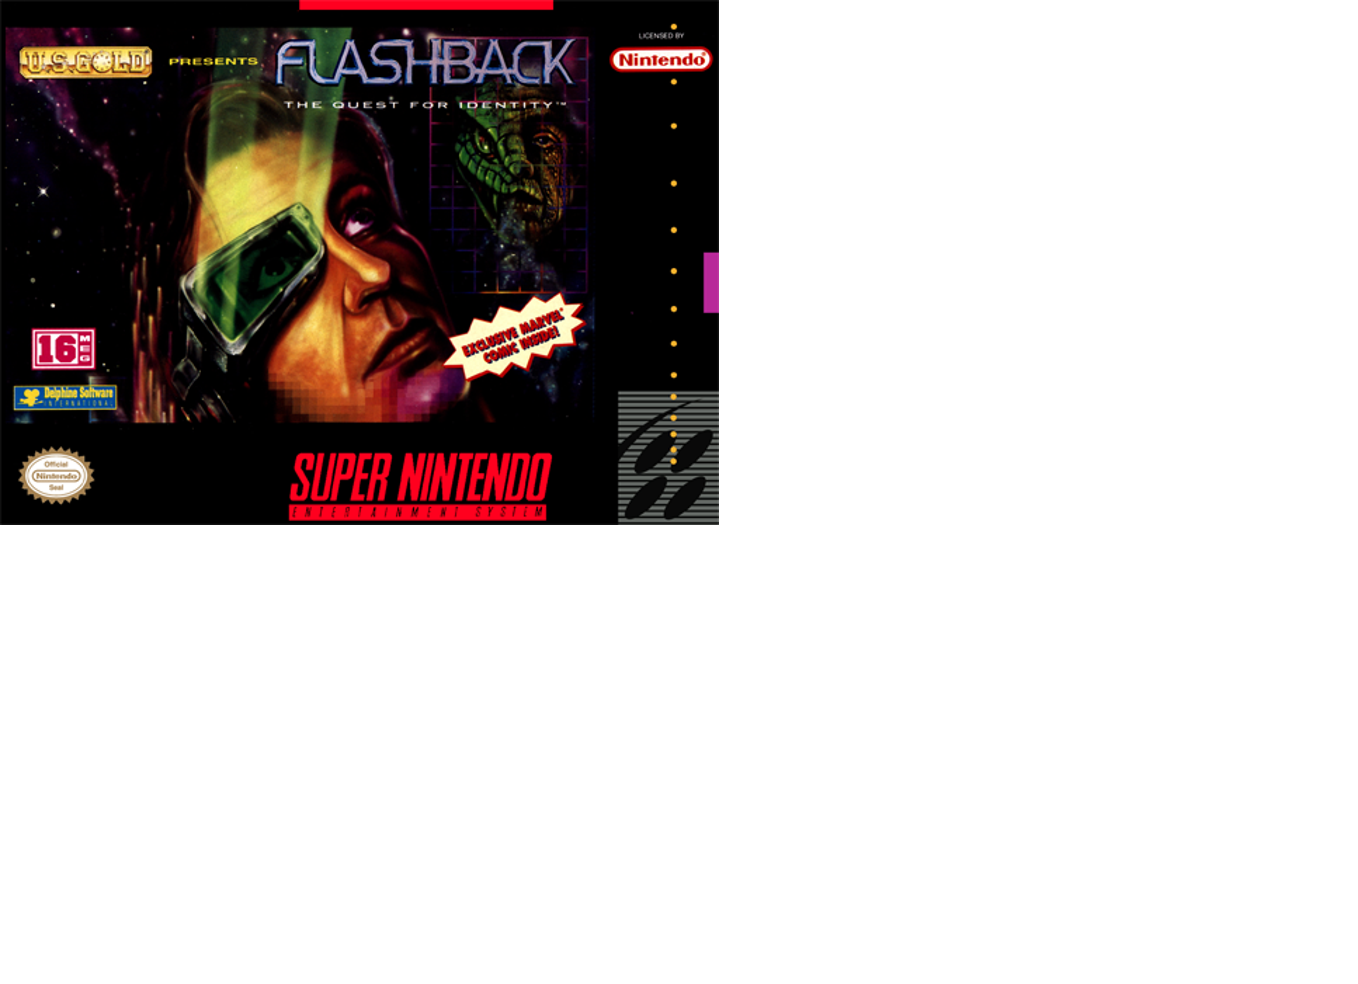 LICENSED BY
Nintendo
U.S. GOLD
PRESENTS
FLASHBACK
THE QUEST FOR IDENTITY™
EXCLUSIVE MARVEL
COMIC INSIDE!
16 MEG
Delphine Software
INTERNATIONAL
Official
Nintendo
Seal
SUPER NINTENDO
ENTERTAINMENT SYSTEM